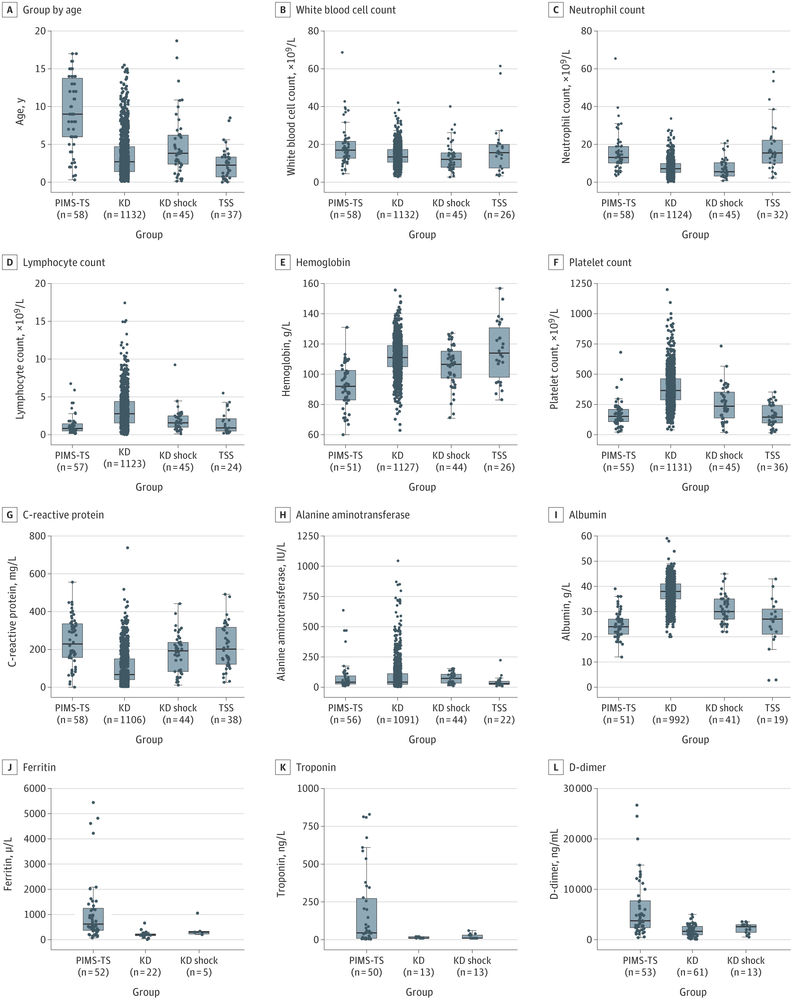 A Group by age
20
15
10
5
0
Age, y
PIMS-TS (n=58)
KD (n=1132)
KD shock (n=45)
TSS (n=37)
Group
B White blood cell count
80
60
40
20
0
White blood cell count, ×10⁹/L
PIMS-TS (n=58)
KD (n=1132)
KD shock (n=45)
TSS (n=26)
Group
C Neutrophil count
80
60
40
20
0
Neutrophil count, ×10⁹/L
PIMS-TS (n=58)
KD (n=1124)
KD shock (n=45)
TSS (n=32)
Group
D Lymphocyte count
20
15
10
5
0
Lymphocyte count, ×10⁹/L
PIMS-TS (n=57)
KD (n=1123)
KD shock (n=45)
TSS (n=24)
Group
E Hemoglobin
160
140
120
100
80
60
Hemoglobin, g/L
PIMS-TS (n=51)
KD (n=1127)
KD shock (n=44)
TSS (n=26)
Group
F Platelet count
1250
1000
750
500
250
0
Platelet count, ×10⁹/L
PIMS-TS (n=55)
KD (n=1131)
KD shock (n=45)
TSS (n=36)
Group
G C-reactive protein
800
600
400
200
0
C-reactive protein, mg/L
PIMS-TS (n=58)
KD (n=1106)
KD shock (n=44)
TSS (n=38)
Group
H Alanine aminotransferase
1250
1000
750
500
250
0
Alanine aminotransferase, IU/L
PIMS-TS (n=56)
KD (n=1091)
KD shock (n=44)
TSS (n=22)
Group
I Albumin
60
50
40
30
20
10
0
Albumin, g/L
PIMS-TS (n=51)
KD (n=992)
KD shock (n=41)
TSS (n=19)
Group
J Ferritin
6000
5000
4000
3000
2000
1000
0
Ferritin, μ/L
PIMS-TS (n=52)
KD (n=22)
KD shock (n=5)
Group
K Troponin
1000
750
500
250
0
Troponin, ng/L
PIMS-TS (n=50)
KD (n=13)
KD shock (n=13)
Group
L D-dimer
30 000
20 000
10 000
0
D-dimer, ng/mL
PIMS-TS (n=53)
KD (n=61)
KD shock (n=13)
Group